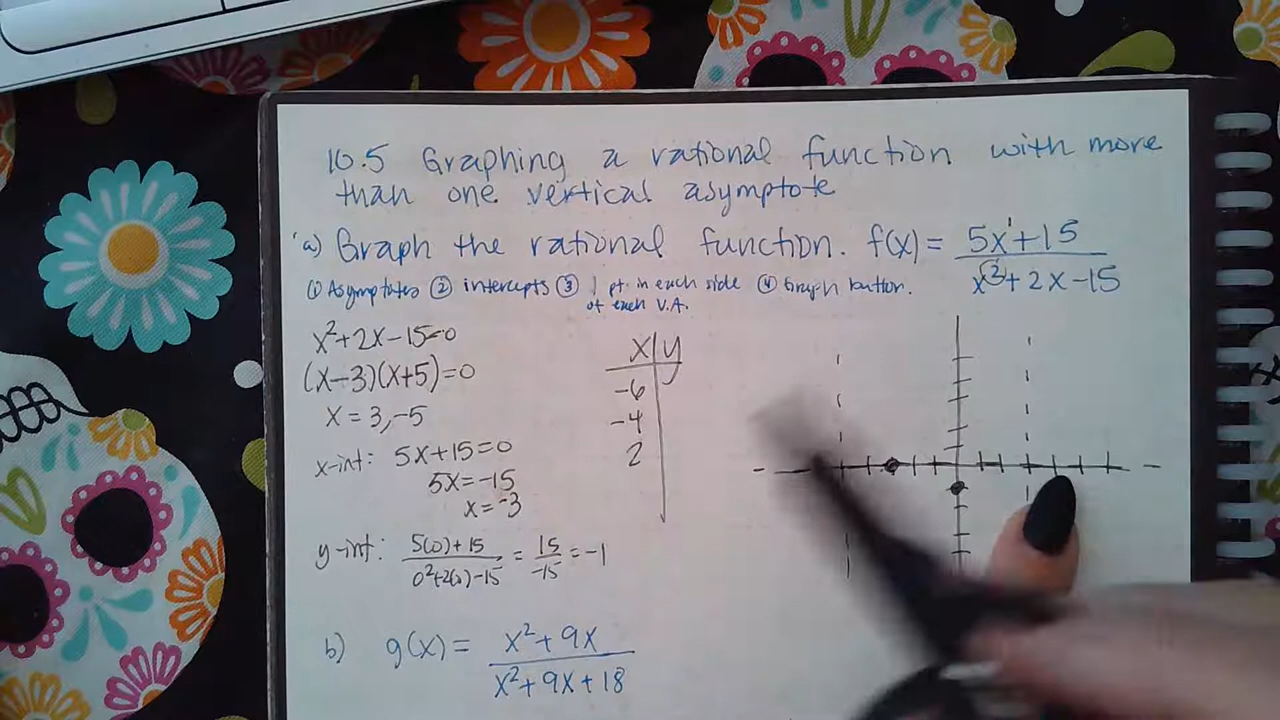 10.5 Graphing a rational function with more
than one vertical asymptote
a) Graph the rational function. f(x) = 5x¹+15 / x²+2x-15
(1) Asymptotes (2) intercepts (3) 1 pt. in each side (4) Graph button.
of each V.A.
x²+2x-15=0
(x-3)(x+5)=0
x = 3, -5
x-int: 5x+15=0
5x=-15
x=-3
y-int: 5(0)+15 / 0²+2(0)-15 = 15/-15 = -1
x | y
-6
-4
2
b) g(x) = x²+9x / x²+9x+18